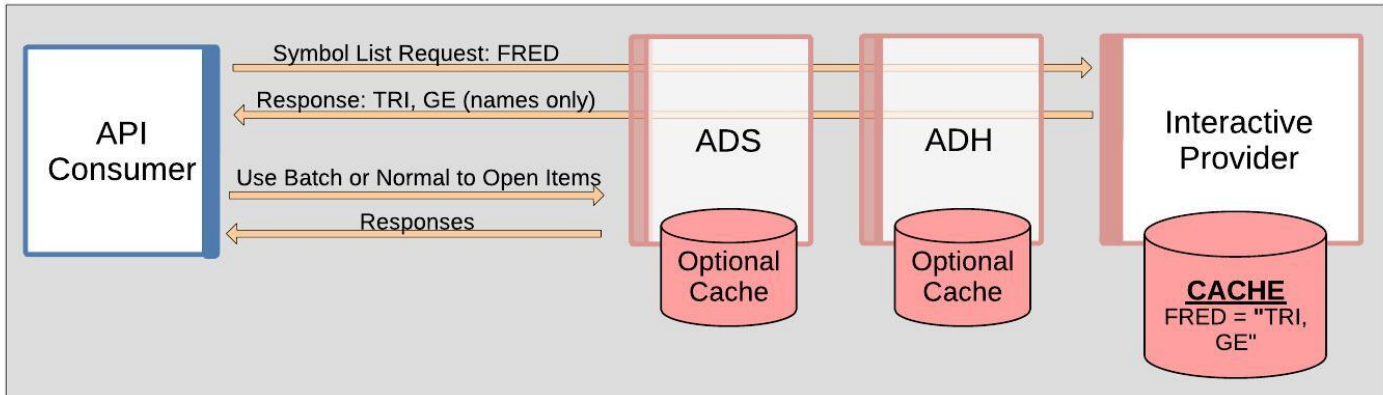 Symbol List Request: FRED
Response: TRI, GE (names only)
API
Consumer
Use Batch or Normal to Open Items
Responses
ADS
Optional
Cache
ADH
Optional
Cache
Interactive
Provider
CACHE
FRED = "TRI,
GE"